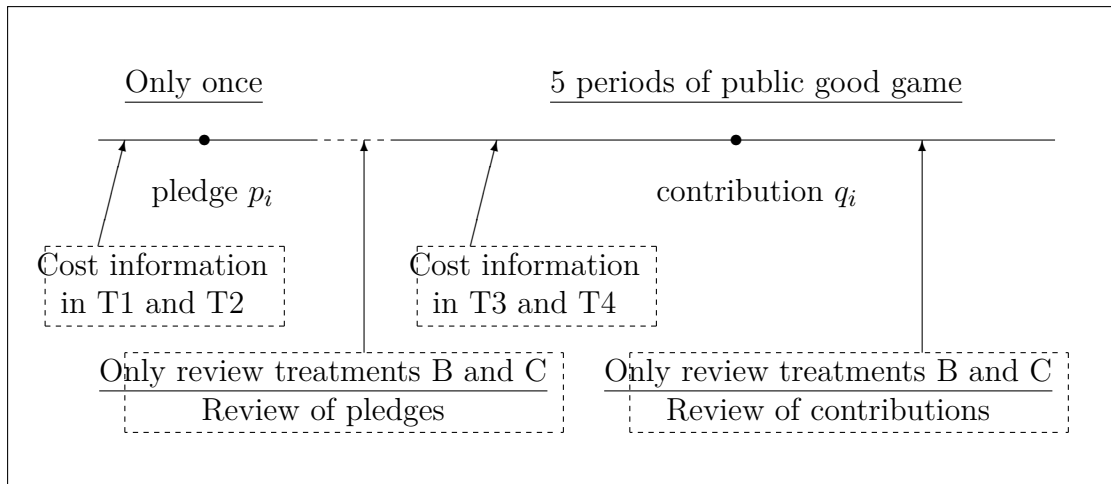 Only once
5 periods of public good game
pledge p_i
contribution q_i
Cost information
in T1 and T2
Cost information
in T3 and T4
Only review treatments B and C
Review of pledges
Only review treatments B and C
Review of contributions